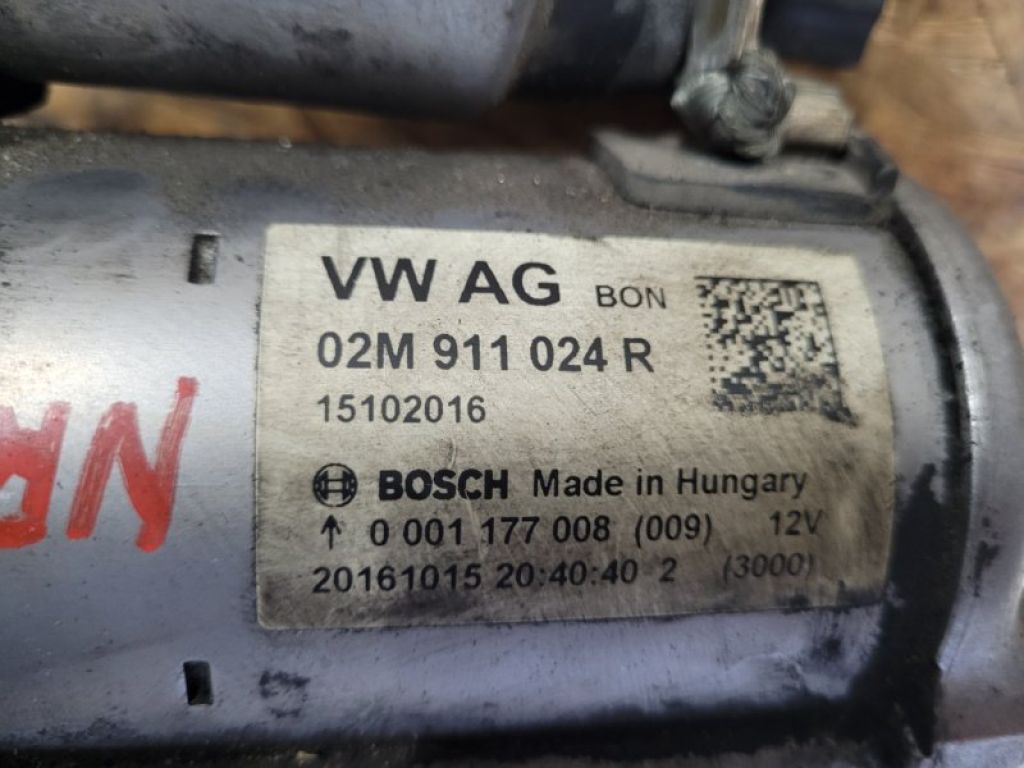 VW AG BON
02M 911 024 R
15102016
BOSCH Made in Hungary
↑ 0 001 177 008 (009) 12V
20161015 20:40:40 2 (3000)